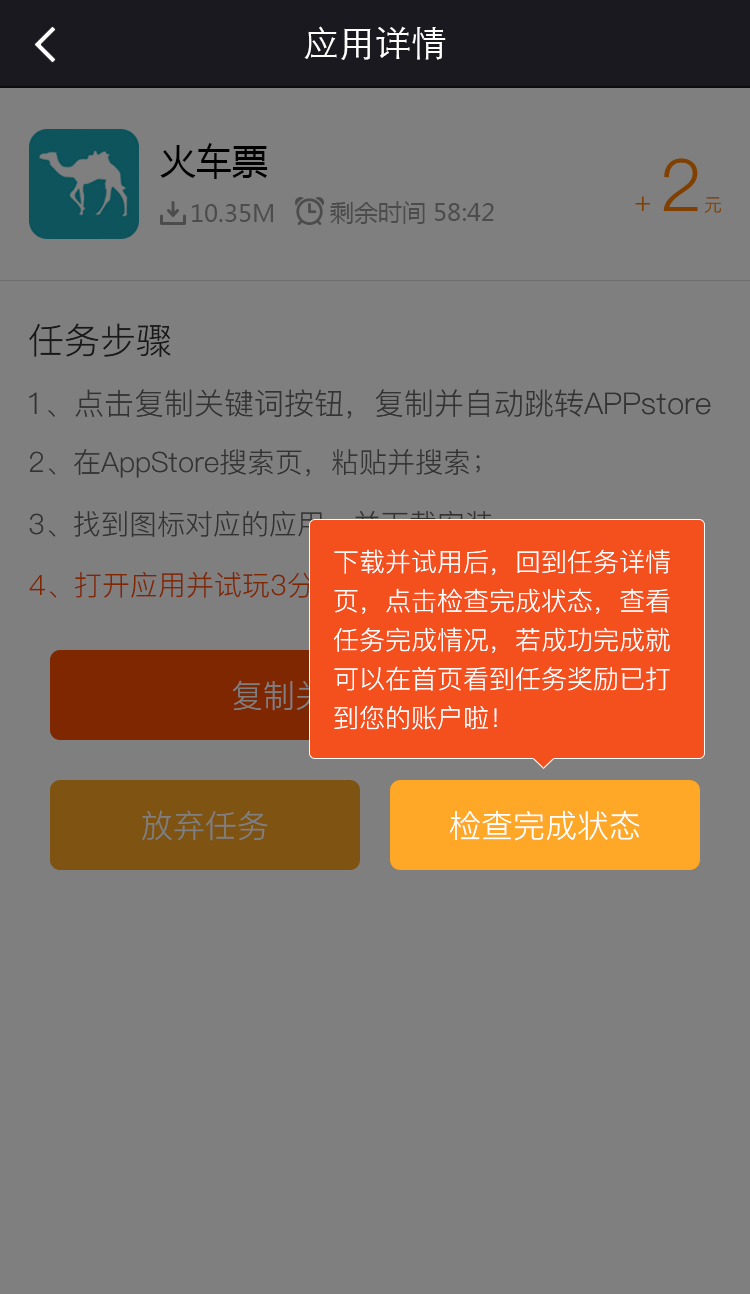 应用详情
火车票
10.35M 剩余时间 58:42
+2元
任务步骤
1、点击复制关键词按钮，复制并自动跳转APPstore
2、在AppStore搜索页，粘贴并搜索；
3、找到图标对应的应用
4、打开应用并试玩3分
下载并试用后，回到任务详情
页，点击检查完成状态，查看
任务完成情况，若成功完成就
可以在首页看到任务奖励已打
到您的账户啦！
复制关
放弃任务
检查完成状态